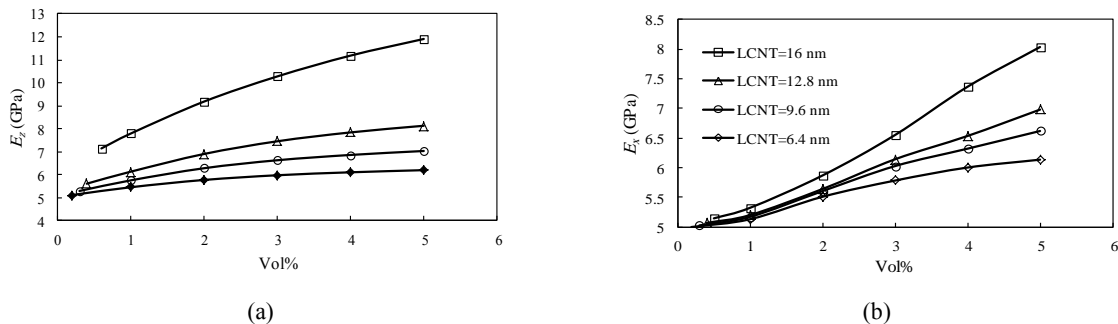 13
12
11
10
9
8
7
6
5
4
E_z (GPa)
0 1 2 3 4 5 6
Vol%
(a)
8.5
8
7.5
7
6.5
6
5.5
5
E_x (GPa)
LCNT=16 nm
LCNT=12.8 nm
LCNT=9.6 nm
LCNT=6.4 nm
0 1 2 3 4 5 6
Vol%
(b)